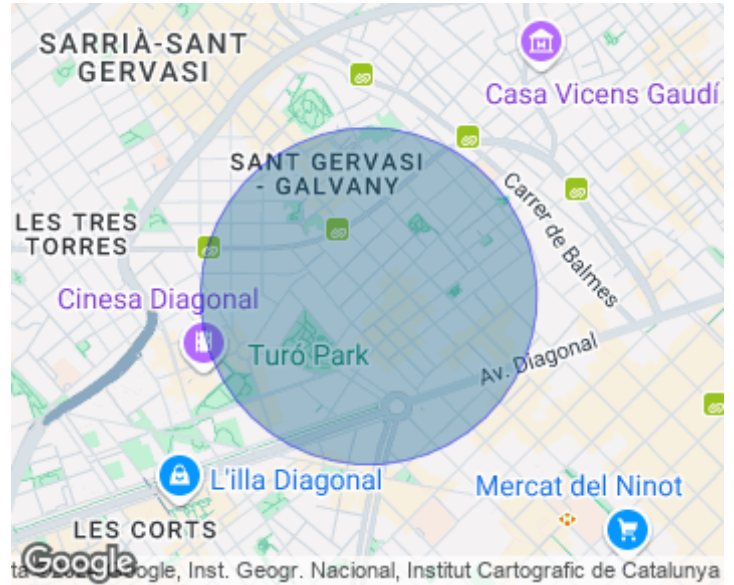 SARRIÀ-SANT
GERVASI
Casa Vicens Gaudí
SANT GERVASI
- GALVANY
Carrer de Balmes
LES TRES
TORRES
Cinesa Diagonal
Turó Park
Av. Diagonal
L'illa Diagonal
Mercat del Ninot
LES CORTS
Google
Inst. Geogr. Nacional, Institut Cartografic de Catalunya